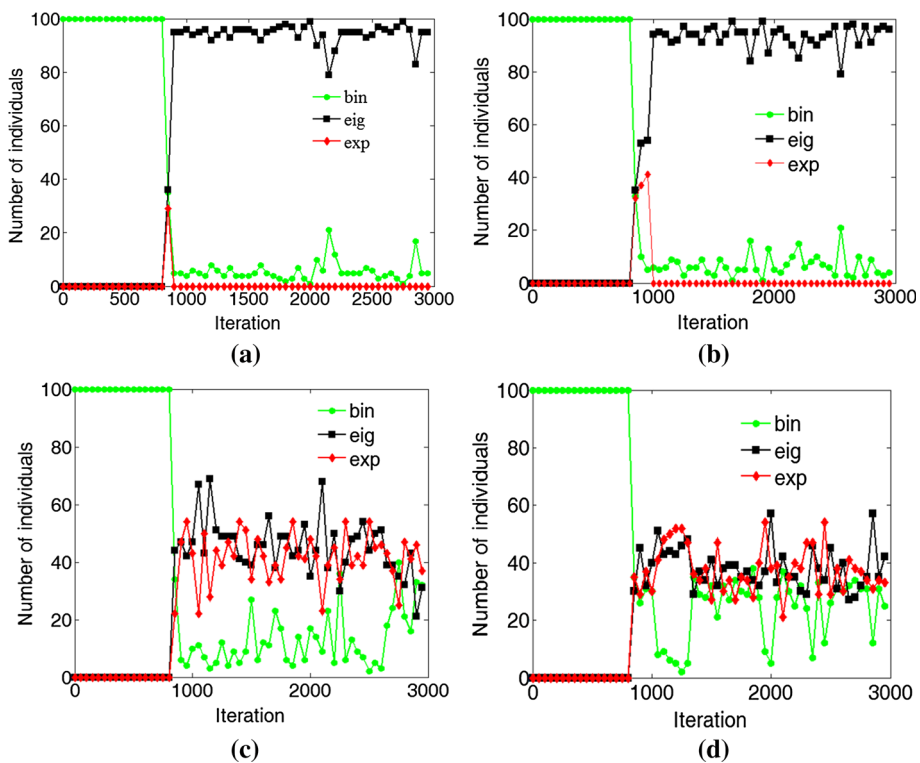 100
80
60
40
20
0
Number of individuals
bin
eig
exp
0 500 1000 1500 2000 2500 3000
Iteration
(a)
100
80
60
40
20
0
Number of individuals
bin
eig
exp
0 1000 2000 3000
Iteration
(b)
100
80
60
40
20
0
Number of individuals
bin
eig
exp
0 1000 2000 3000
Iteration
(c)
100
80
60
40
20
0
Number of individuals
bin
eig
exp
0 1000 2000 3000
Iteration
(d)